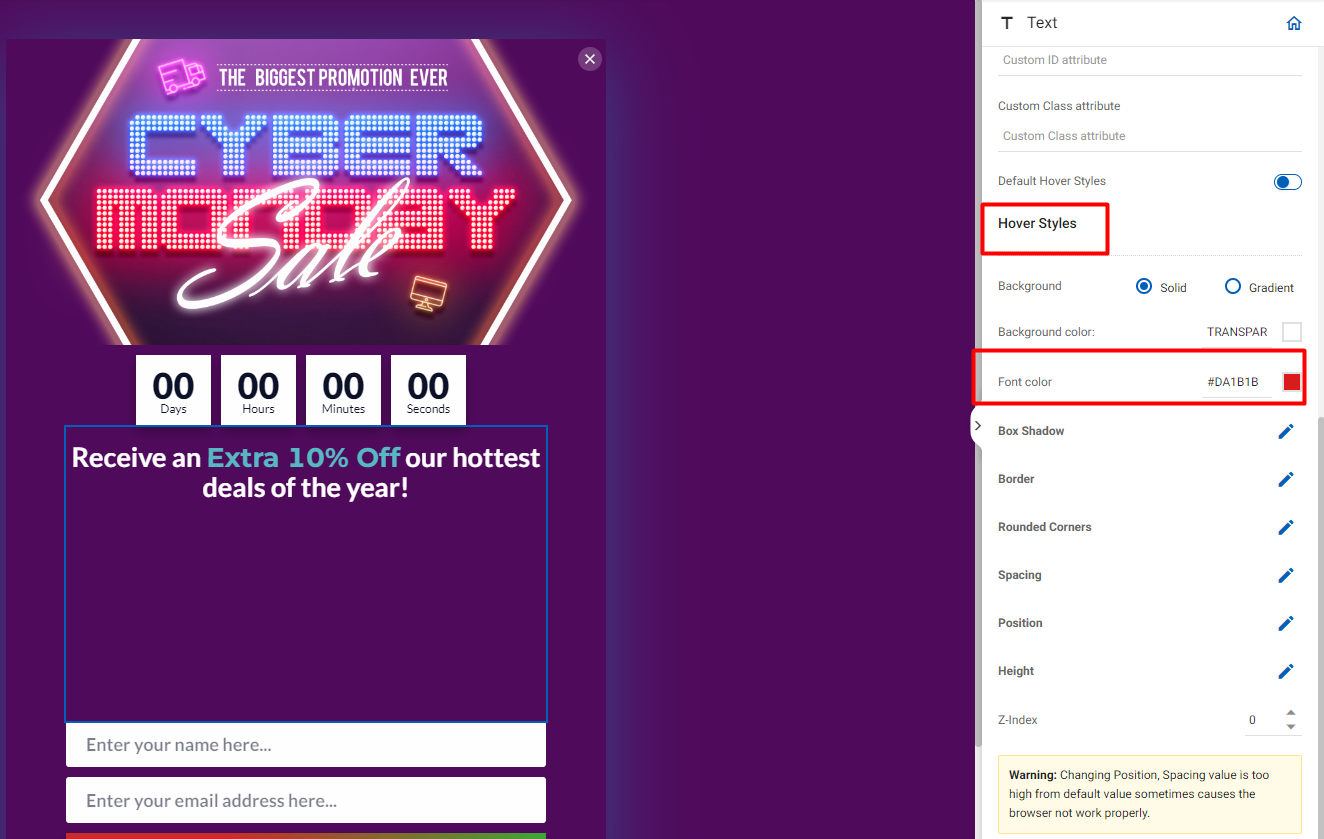 THE BIGGEST PROMOTION EVER
CYBER
MONDAY
Sale
00
Days
00
Hours
00
Minutes
00
Seconds
Receive an Extra 10% Off our hottest
deals of the year!
Enter your name here...
Enter your email address here...
Text
Custom ID attribute
Custom Class attribute
Custom Class attribute
Default Hover Styles
Hover Styles
Background
Solid
Gradient
Background color:
TRANSPAR
Font color
#DA1B1B
Box Shadow
Border
Rounded Corners
Spacing
Position
Height
Z-Index
0
Warning: Changing Position, Spacing value is too
high from default value sometimes causes the
browser not work properly.